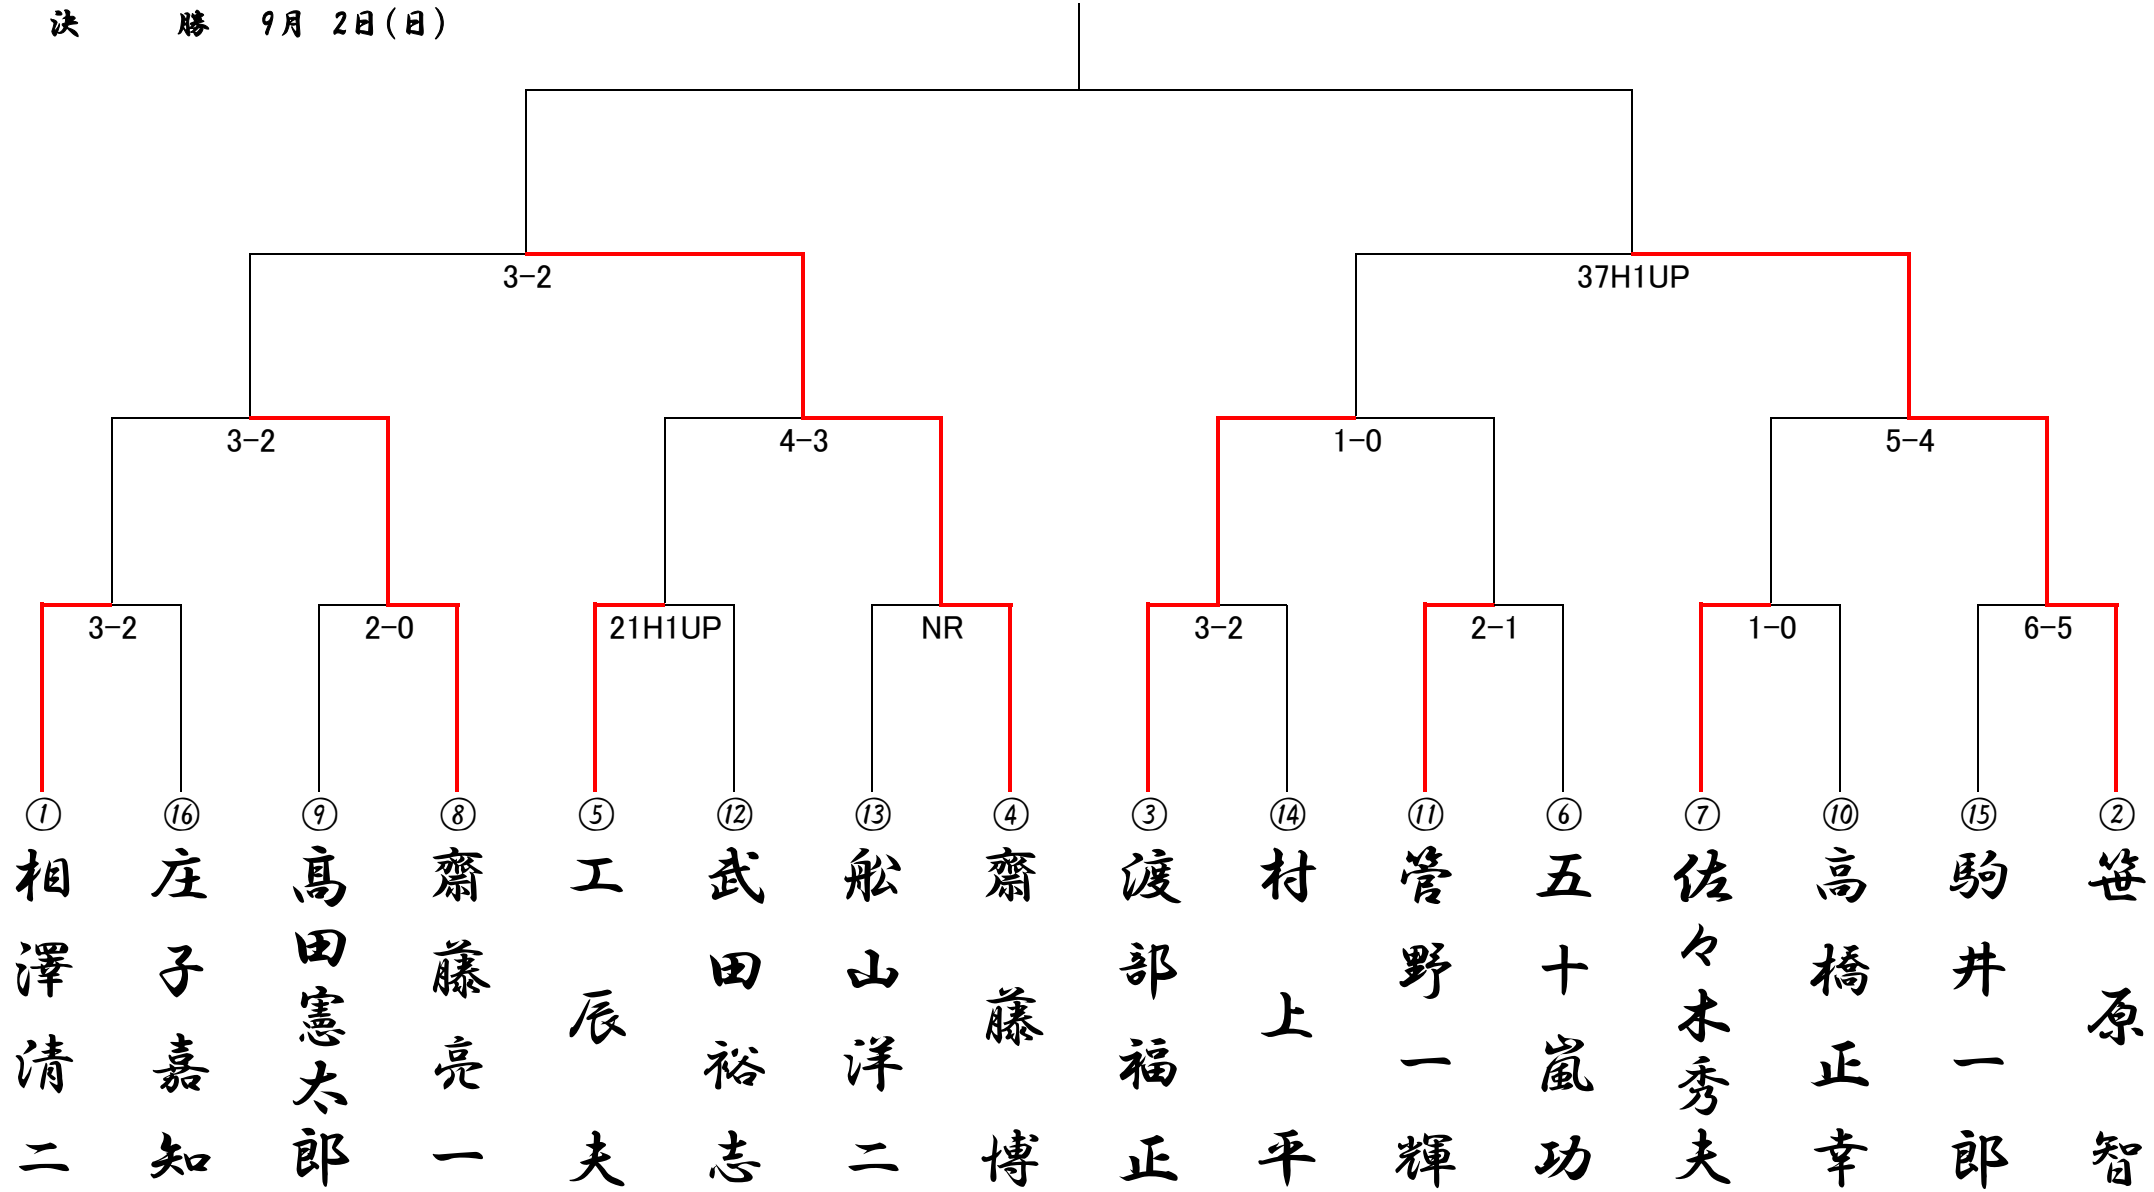 決 勝 9月 2日(日)
3-2 37H1UP
3-2 4-3 1-0 5-4
3-2 2-0 21H1UP NR 3-2 2-1 1-0 6-5
① ⑯ ⑨ ⑧ ⑤ ⑫ ⑬ ④ ③ ⑭ ⑪ ⑥ ⑦ ⑩ ⑮ ②
相澤清二
庄子嘉知
髙田憲太郎
齋藤亮一
工辰夫
武田裕志
舩山洋二
齋藤博
渡部福正
村上平
管野一輝
五十嵐功
佐々木秀夫
高橋正幸
駒井一郎
笹原智